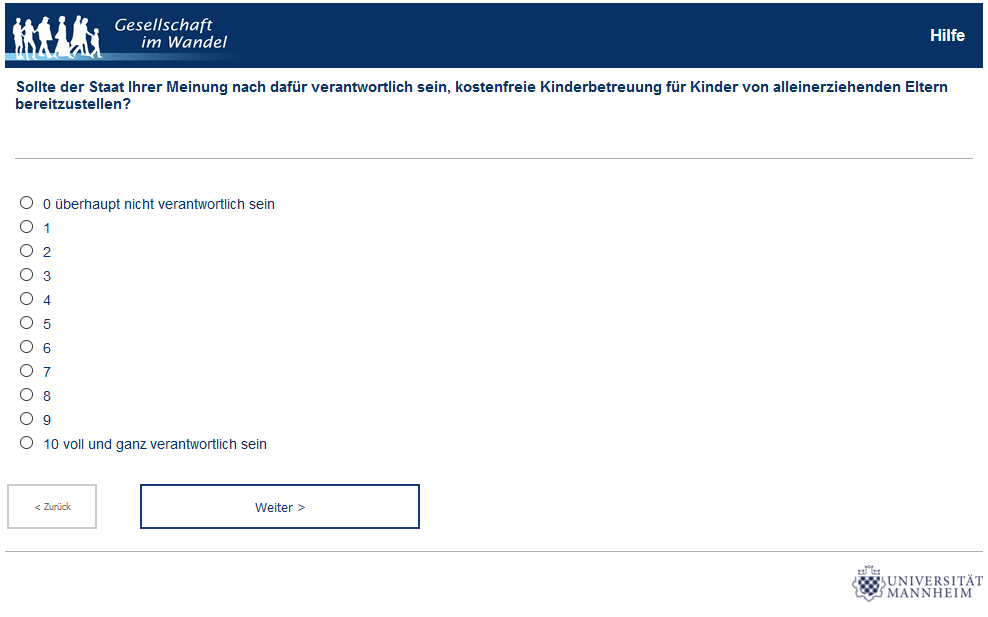 Gesellschaft
im Wandel
Hilfe
Sollte der Staat Ihrer Meinung nach dafür verantwortlich sein, kostenfreie Kinderbetreuung für Kinder von alleinerziehenden Eltern
bereitzustellen?
0 überhaupt nicht verantwortlich sein
1
2
3
4
5
6
7
8
9
10 voll und ganz verantwortlich sein
< Zurück
Weiter >
UNIVERSITÄT
MANNHEIM